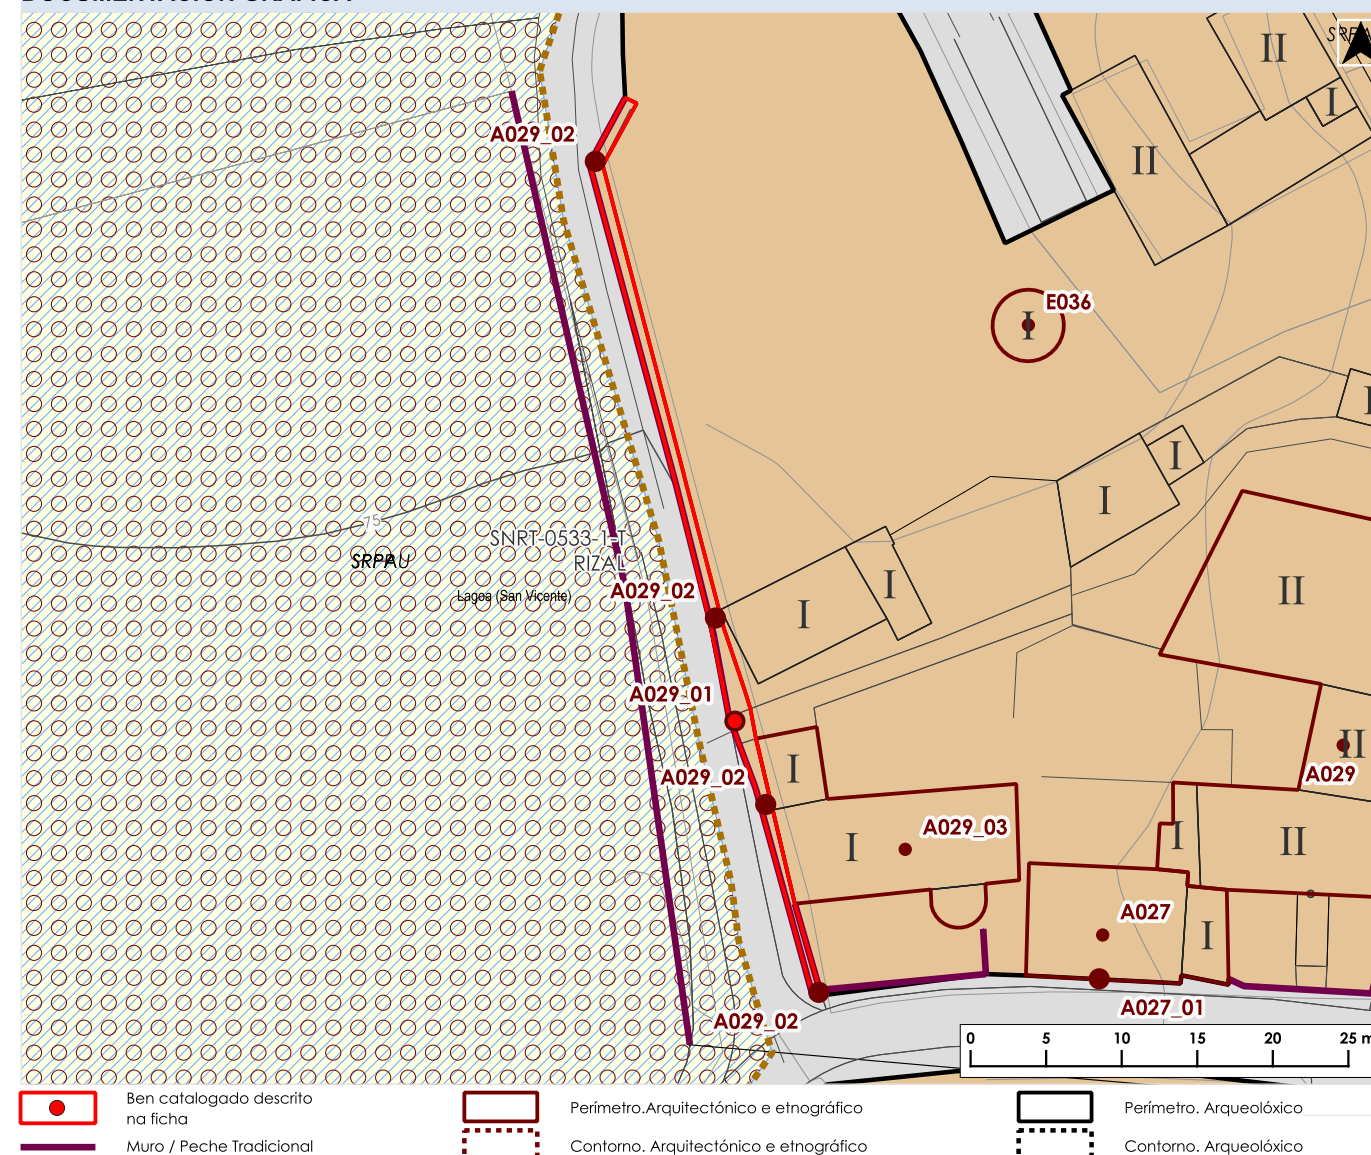 II
I
II
A029_02
E036
I
I
I
75
SNRT-0533-1-T
RIZAL
SRPAU
Lagoa (San Vicente)
A029_02
I
I
II
A029_01
II
A029
A029_02
I
A029_03
I
I
II
A027
I
A027_01
A029_02
0 5 10 15 20 25 m
Ben catalogado descrito
na ficha
Perímetro.Arquitectónico e etnográfico
Perímetro. Arqueolóxico
Muro / Peche Tradicional
Contorno. Arquitectónico e etnográfico
Contorno. Arqueolóxico